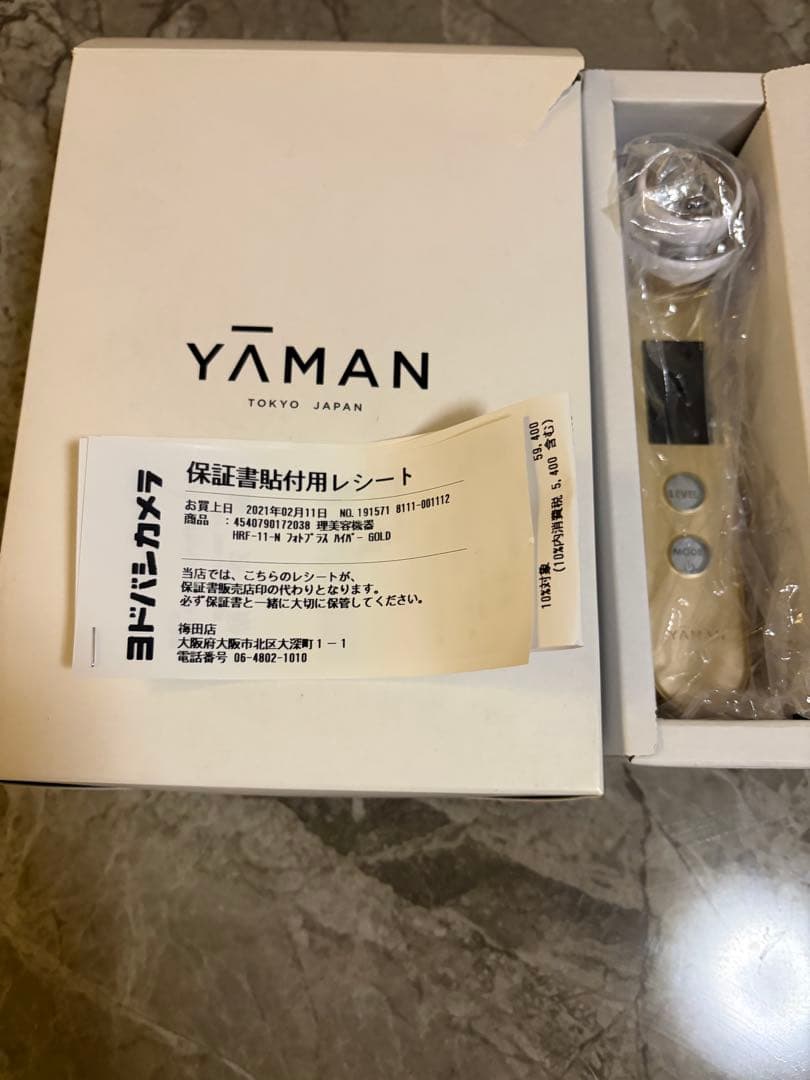 YAMAN
TOKYO JAPAN
ヨドバシカメラ
保証書貼付用レシート
お買上日 2021年02月11日 NO. 191571 8111-001112
商品 :4540790172038 理美容機器
HRF-11-N フォトプラス ハイパー GOLD
当店では、こちらのレシートが、
保証書販売店印の代わりとなります。
必ず保証書と一緒に大切に保管してください。
梅田店
大阪府大阪市北区大深町1-1
電話番号 06-4802-1010
59,400
10%対象
(10%内消費税 5,400 含む)
LEVEL
MODE
YAMAN